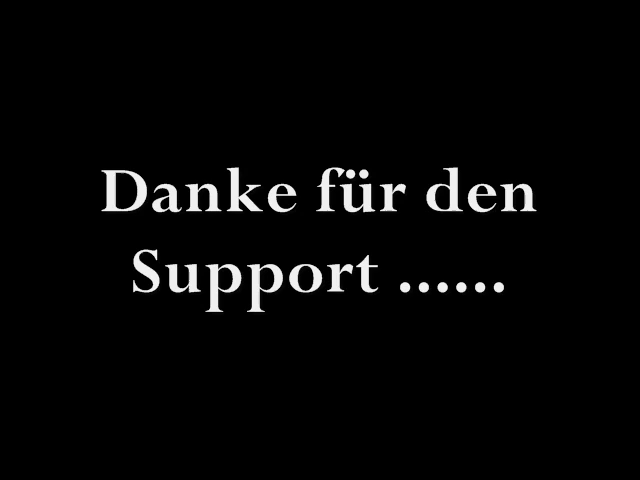 Danke für den
Support ......